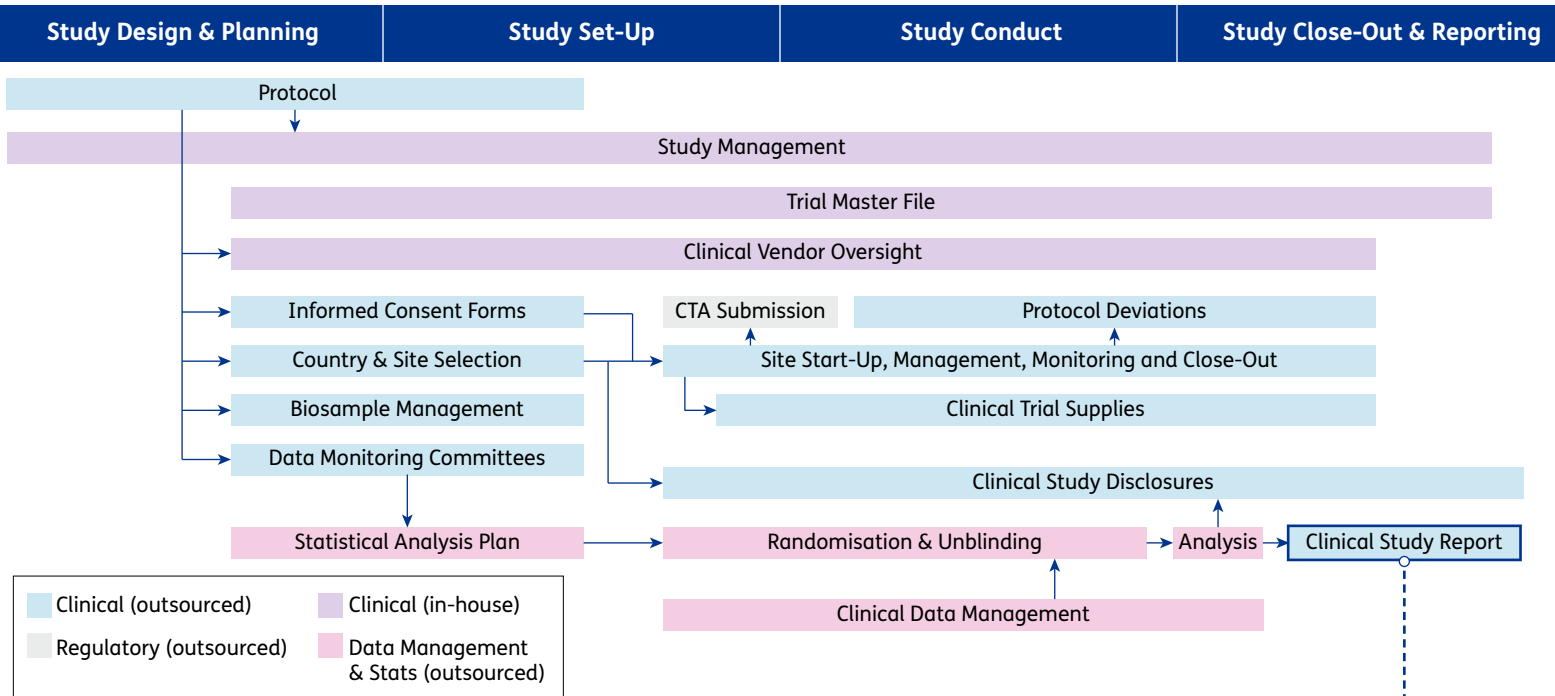 Study Design & Planning
Study Set-Up
Study Conduct
Study Close-Out & Reporting
Protocol
Study Management
Trial Master File
Clinical Vendor Oversight
Informed Consent Forms
CTA Submission
Protocol Deviations
Country & Site Selection
Site Start-Up, Management, Monitoring and Close-Out
Biosample Management
Clinical Trial Supplies
Data Monitoring Committees
Clinical Study Disclosures
Statistical Analysis Plan
Randomisation & Unblinding
Analysis
Clinical Study Report
Clinical Data Management
Clinical (outsourced)
Clinical (in-house)
Regulatory (outsourced)
Data Management
& Stats (outsourced)